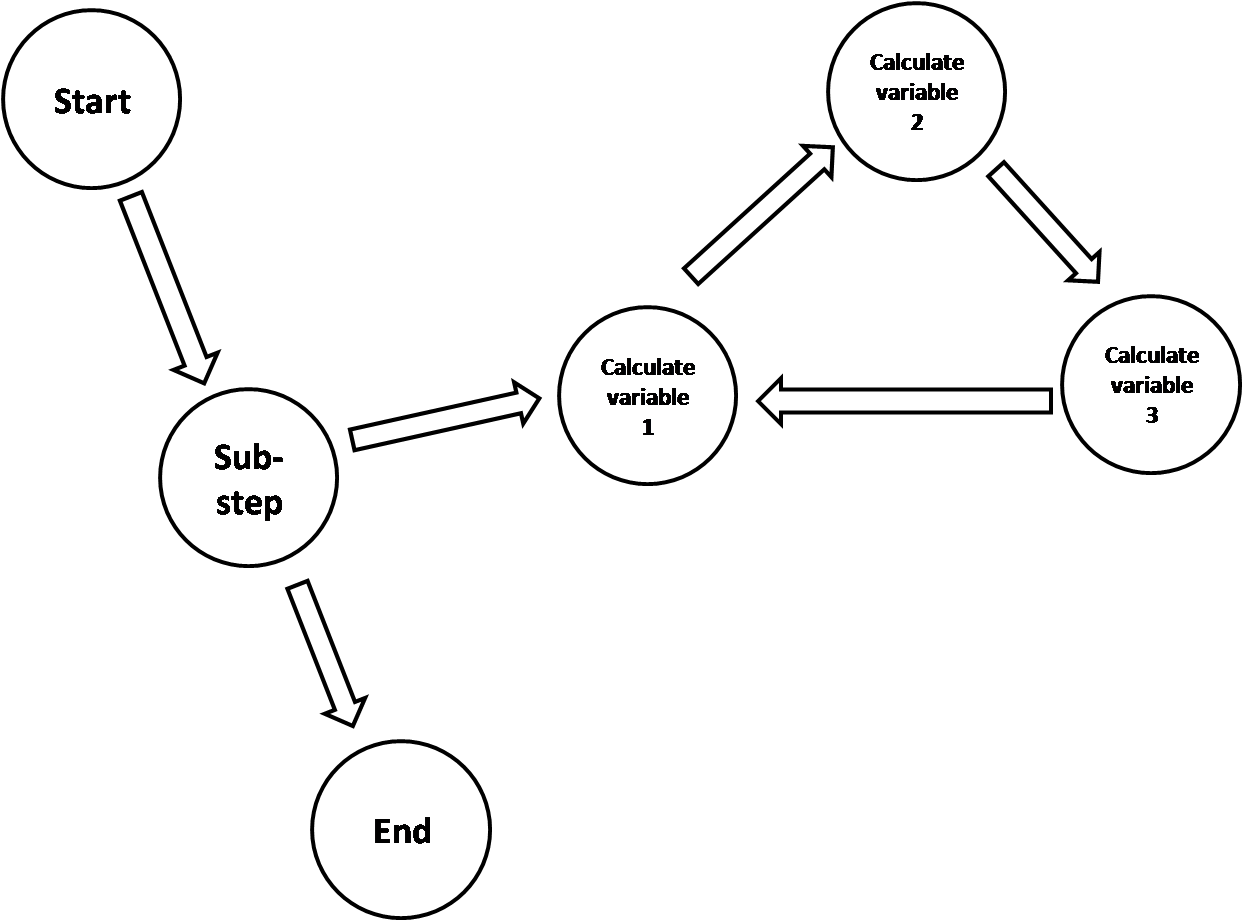 Start
Sub-
step
End
Calculate
variable
1
Calculate
variable
2
Calculate
variable
3